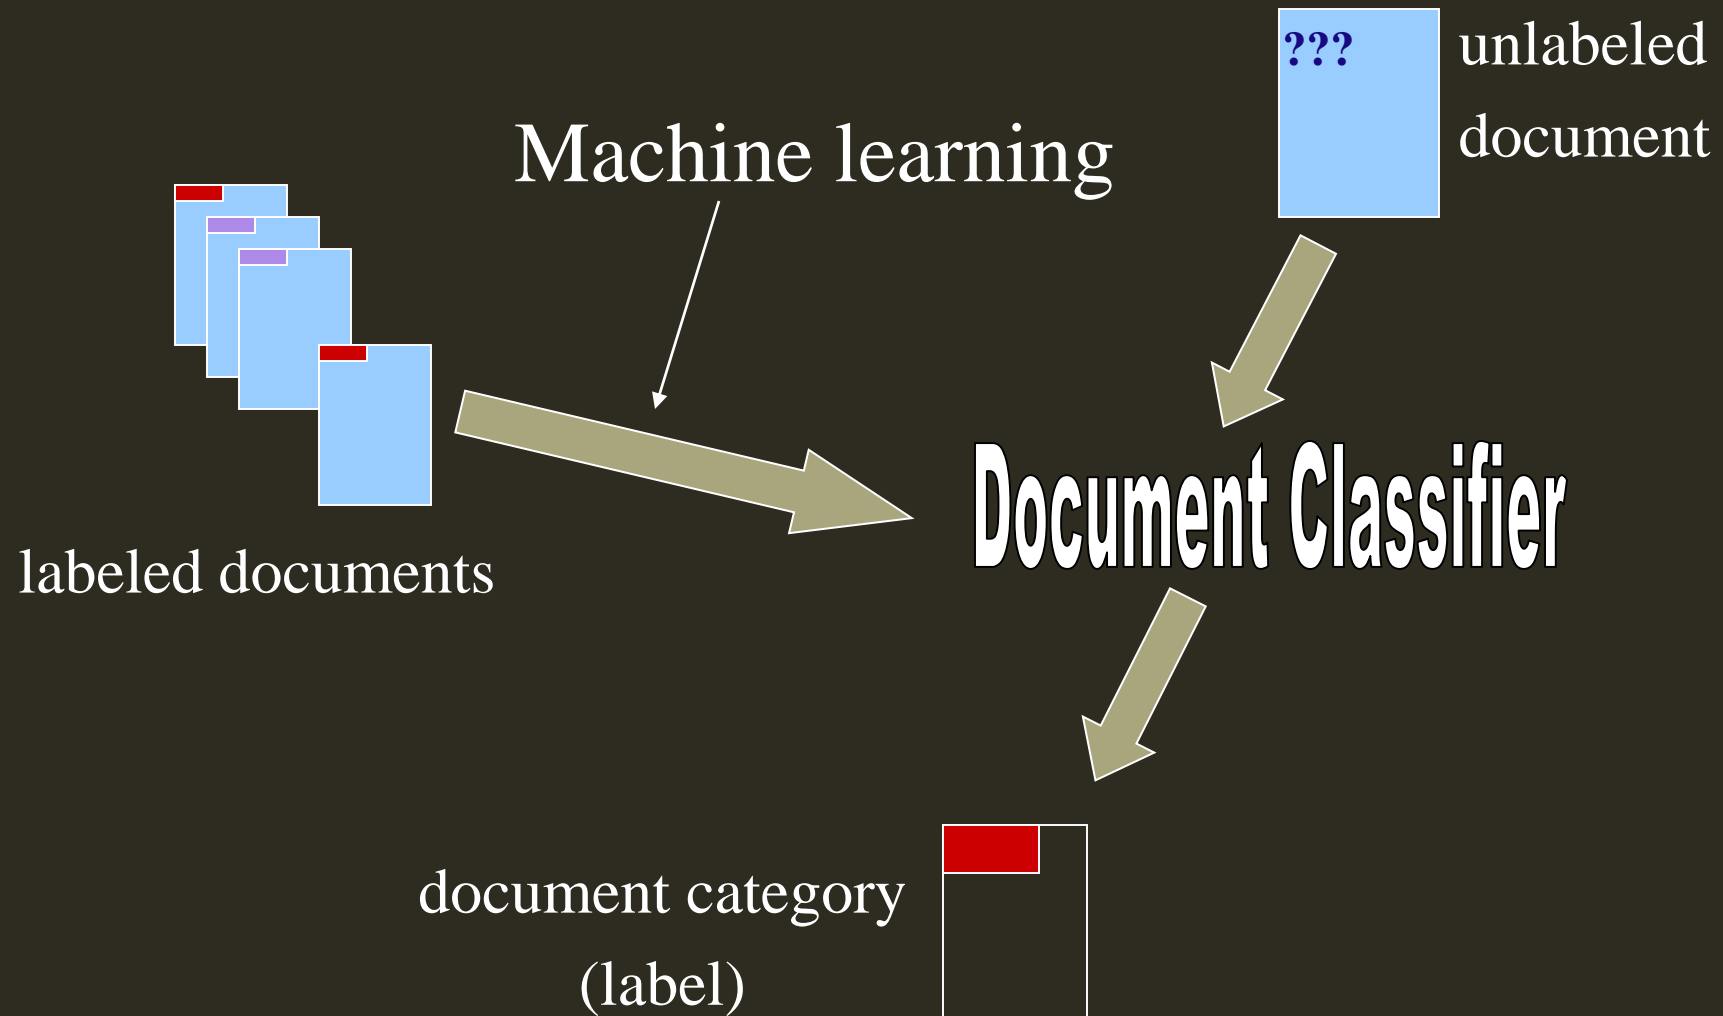 ???
unlabeled
document
Machine learning
labeled documents
Document Classifier
document category
(label)